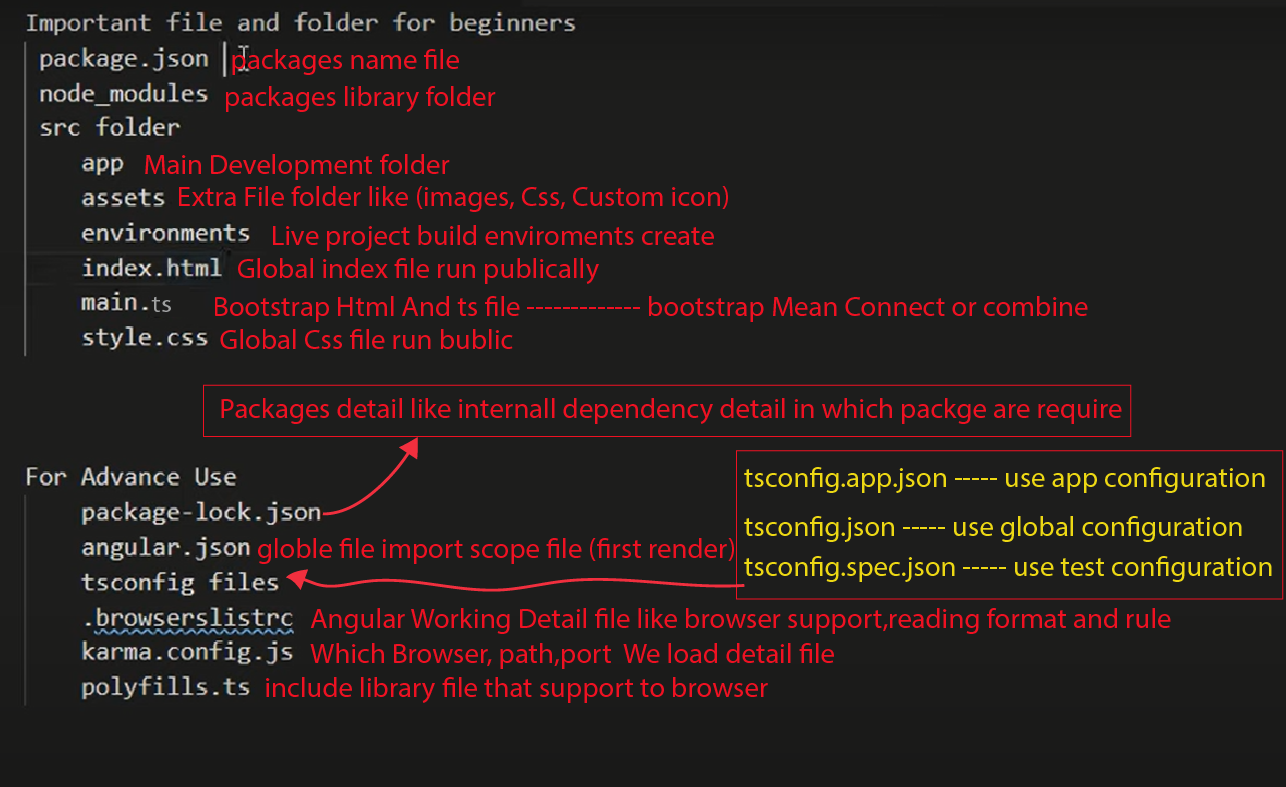 Important file and folder for beginners
package.json packages name file
node_modules packages library folder
src folder
app Main Development folder
assets Extra File folder like (images, Css, Custom icon)
environments Live project build enviroments create
index.html Global index file run publically
main.ts Bootstrap Html And ts file ------------- bootstrap Mean Connect or combine
style.css Global Css file run bublic
Packages detail like internall dependency detail in which packge are require
For Advance Use
package-lock.json
angular.json globle file import scope file (first render)
tsconfig files
tsconfig.app.json ----- use app configuration
tsconfig.json ----- use global configuration
tsconfig.spec.json ----- use test configuration
.browserslistrc Angular Working Detail file like browser support,reading format and rule
karma.config.js Which Browser, path,port We load detail file
polyfills.ts include library file that support to browser